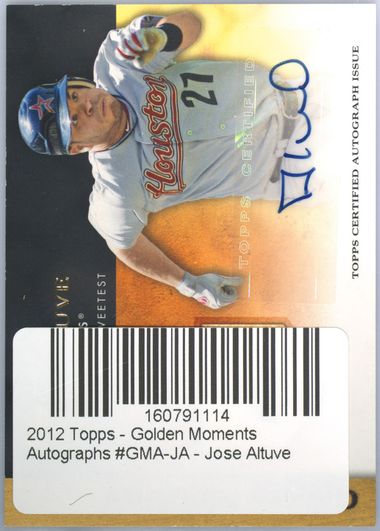 Houston
27
TOPPS CERTIFIED
TOPPS CERTIFIED AUTOGRAPH ISSUE
160791114
2012 Topps - Golden Moments
Autographs #GMA-JA - Jose Altuve